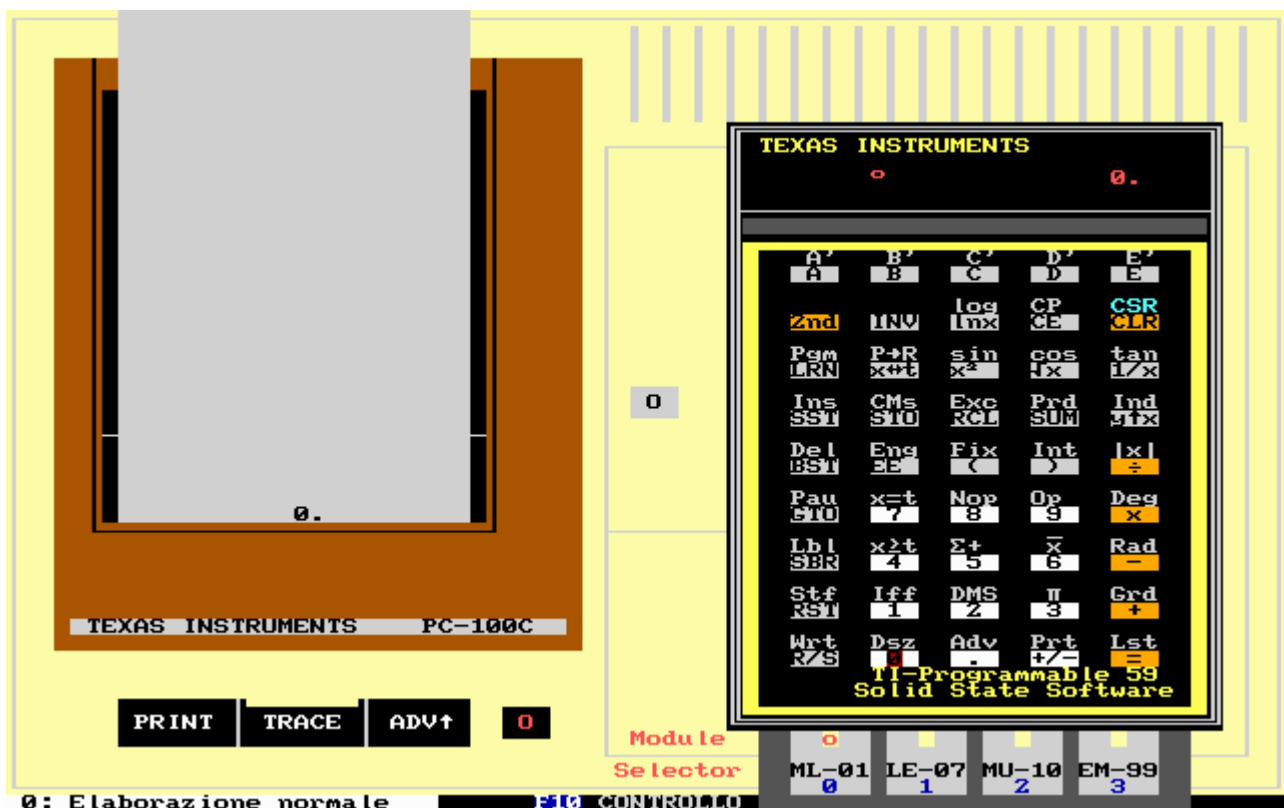 TEXAS INSTRUMENTS
o 0.
A' B' C' D' E'
A B C D E
log CP CSR
2nd INV lnx CE CLR
Pgm P→R sin cos tan
LRN x↔t x² √x 1/x
Ins CMs Exc Prd Ind
SST STO RCL SUM y↑x
Del Eng Fix Int |x|
BST EE ( ) ÷
Pau x=t Nop Op Deg
GTO 7 8 9 x
Lbl x≥t Σ+ x̅ Rad
SBR 4 5 6 -
Stf Iff DMS π Grd
RST 1 2 3 +
Wrt Dsz Adv Prt Lst
R/S 0 . +/- =
TI-Programmable 59
Solid State Software
O
0.
TEXAS INSTRUMENTS PC-100C
PRINT TRACE ADV↑ O
Module o
Selector ML-01 LE-07 MU-10 EM-99
0 1 2 3
0: Elaborazione normale F10 CONTROLLO